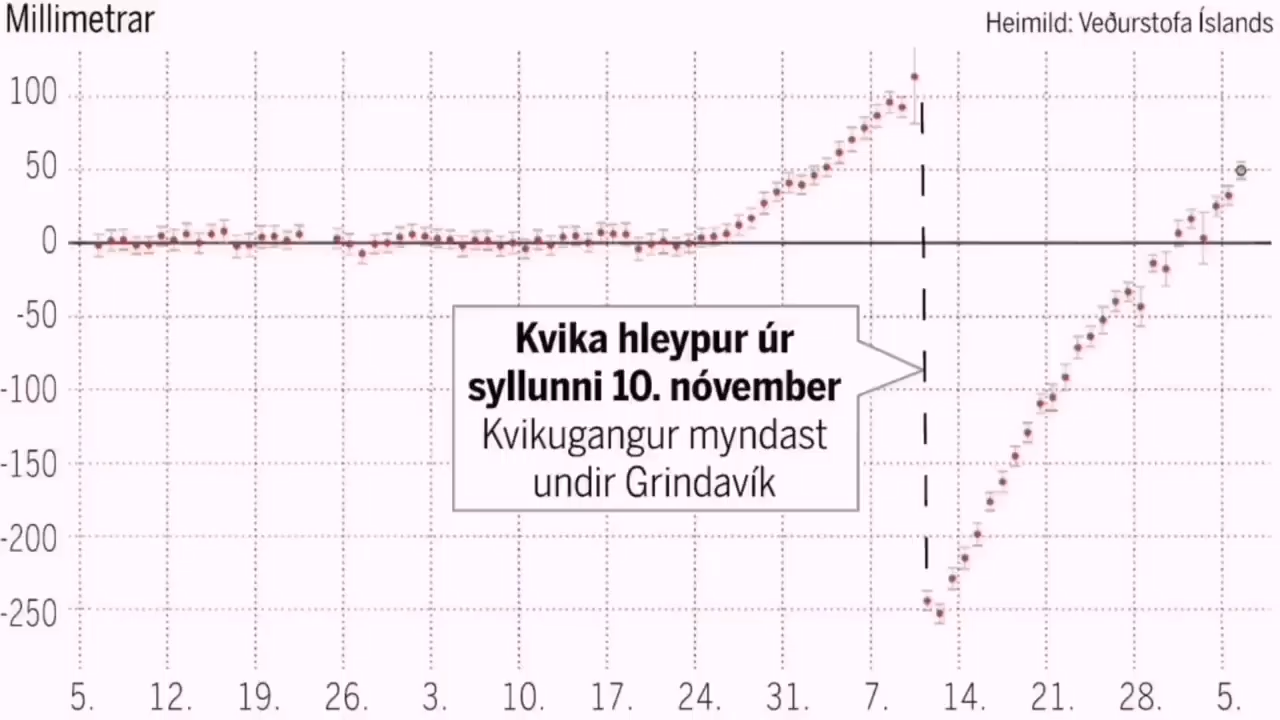 Millimetrar
Heimild: Veðurstofa Íslands
100
50
0
-50
-100
-150
-200
-250
Kvika hleypur úr
syllunni 10. nóvember
Kvikugangur myndast
undir Grindavík
5. 12. 19. 26. 3. 10. 17. 24. 31. 7. 14. 21. 28. 5.